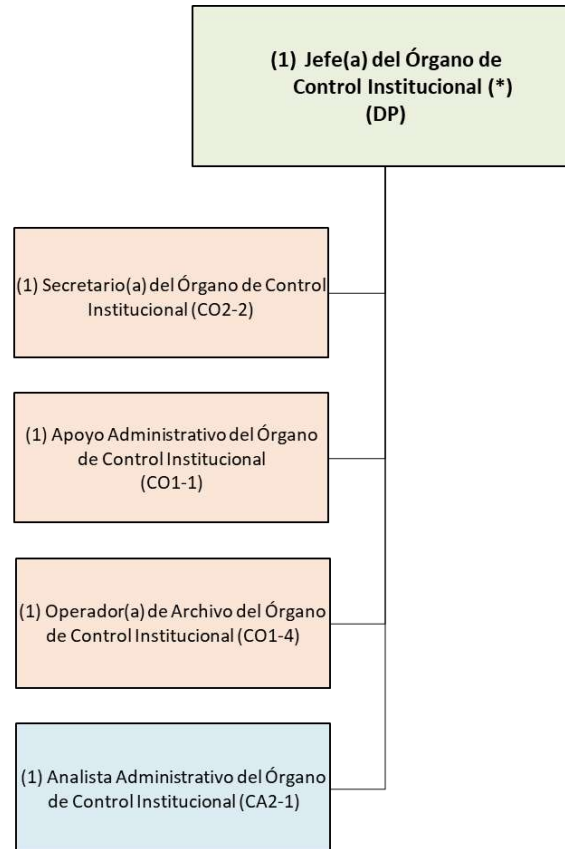 (1) Jefe(a) del Órgano de
Control Institucional (*)
(DP)
(1) Secretario(a) del Órgano de Control
Institucional (CO2-2)
(1) Apoyo Administrativo del Órgano
de Control Institucional
(CO1-1)
(1) Operador(a) de Archivo del Órgano
de Control Institucional (CO1-4)
(1) Analista Administrativo del Órgano
de Control Institucional (CA2-1)